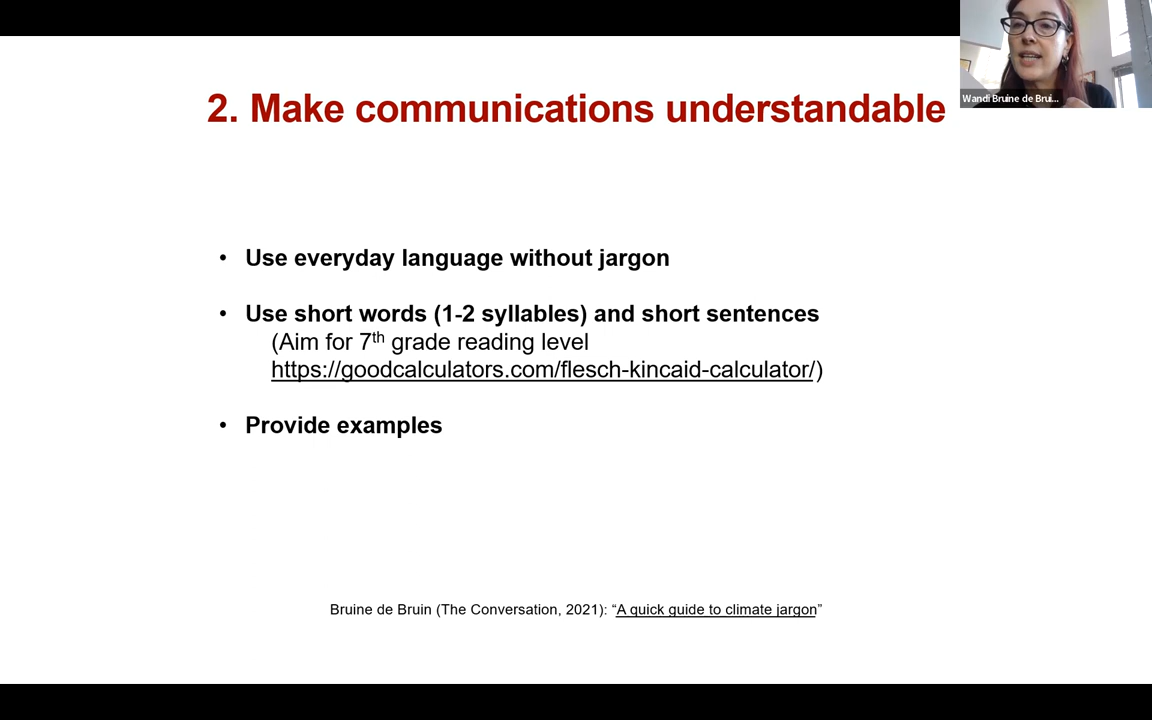 2. Make communications understandable
Wandi Bruine de Brui...
• Use everyday language without jargon
• Use short words (1-2 syllables) and short sentences
(Aim for 7th grade reading level
https://goodcalculators.com/flesch-kincaid-calculator/)
• Provide examples
Bruine de Bruin (The Conversation, 2021): “A quick guide to climate jargon”